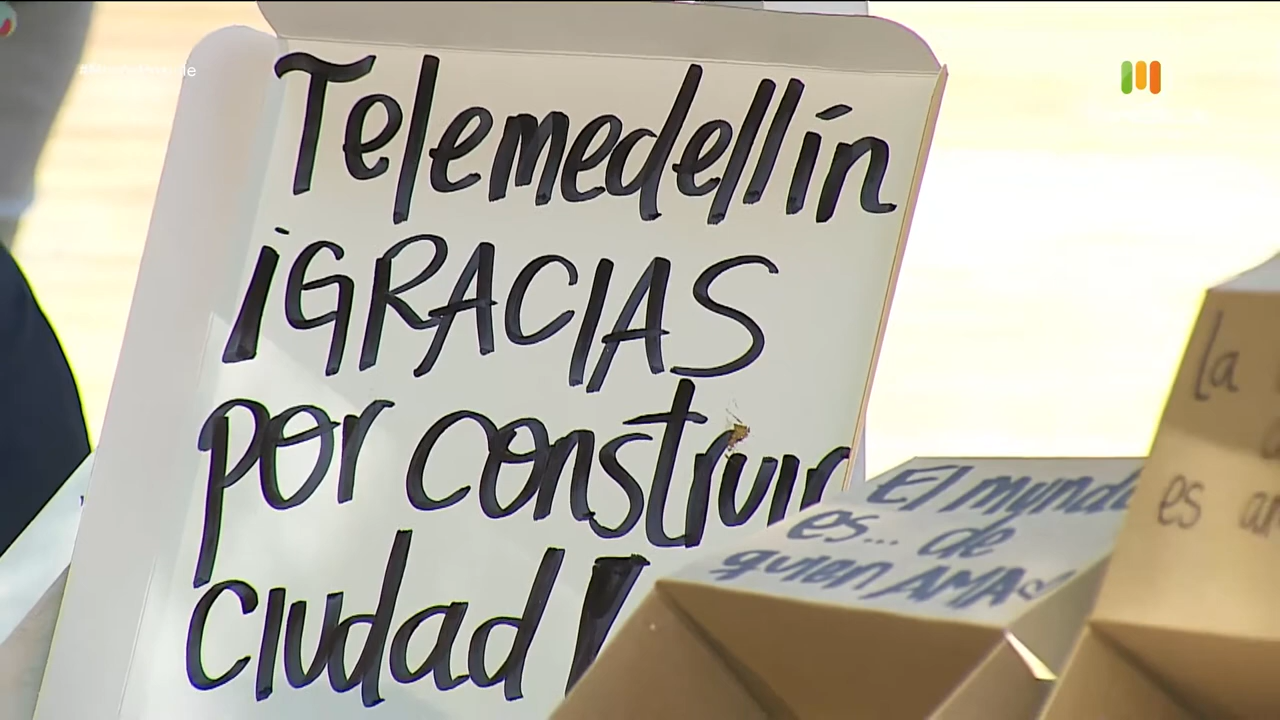 Telemedellín
¡GRACIAS
por construir
ciudad!
El mundo
es... de
quien AMA
la
es